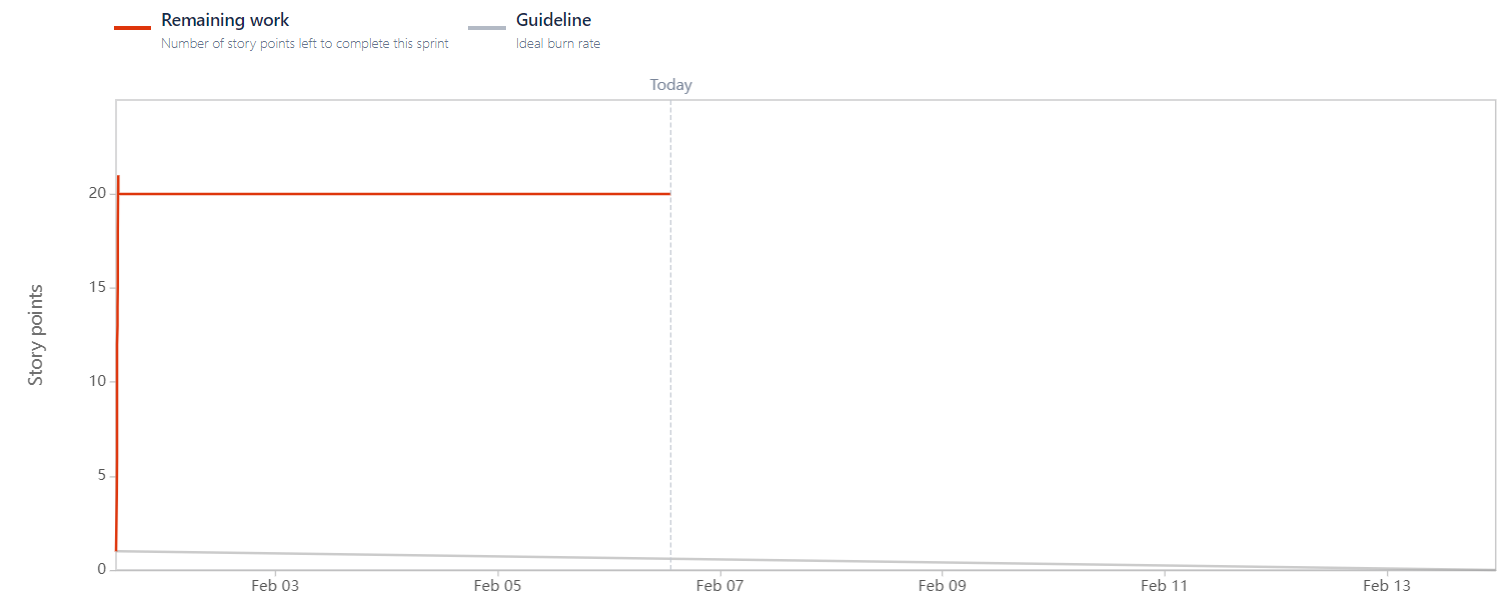 Remaining work
Number of story points left to complete this sprint
Guideline
Ideal burn rate
Today
20
15
10
5
0
Story points
Feb 03
Feb 05
Feb 07
Feb 09
Feb 11
Feb 13